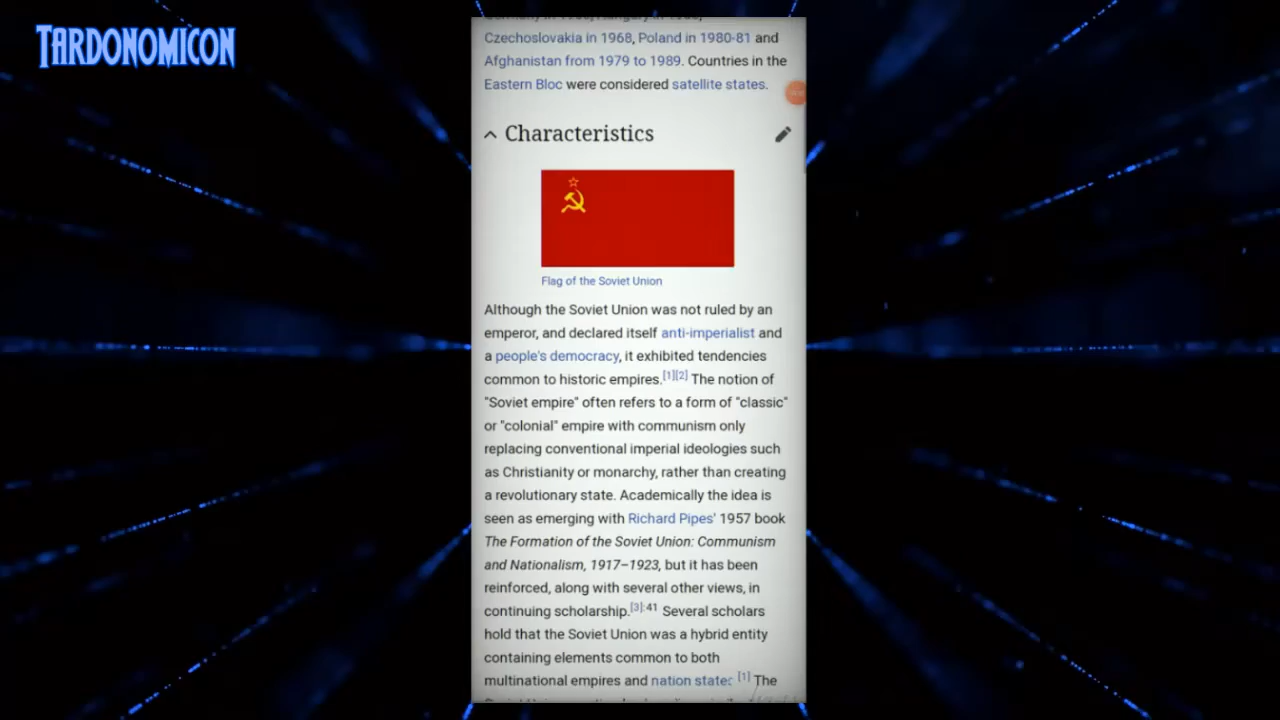 TARDONOMICON
Czechoslovakia in 1968, Poland in 1980-81 and
Afghanistan from 1979 to 1989. Countries in the
Eastern Bloc were considered satellite states.
Characteristics
Flag of the Soviet Union
Although the Soviet Union was not ruled by an
emperor, and declared itself anti-imperialist and
a people's democracy, it exhibited tendencies
common to historic empires.[1][2] The notion of
"Soviet empire" often refers to a form of "classic"
or "colonial" empire with communism only
replacing conventional imperial ideologies such
as Christianity or monarchy, rather than creating
a revolutionary state. Academically the idea is
seen as emerging with Richard Pipes' 1957 book
The Formation of the Soviet Union: Communism
and Nationalism, 1917–1923, but it has been
reinforced, along with several other views, in
continuing scholarship.[3]:41 Several scholars
hold that the Soviet Union was a hybrid entity
containing elements common to both
multinational empires and nation [1] The